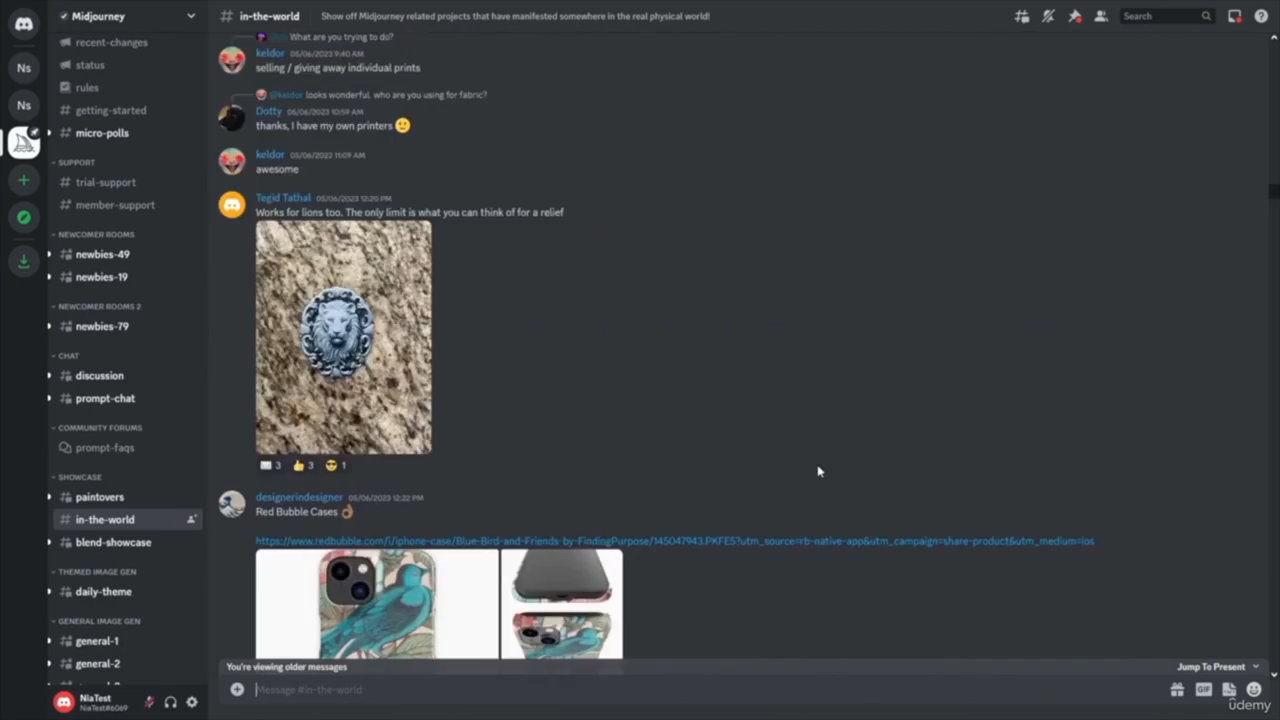 Midjourney
in-the-world
Show off Midjourney related projects that have manifested somewhere in the real physical world!
Search
recent-changes
status
rules
getting-started
micro-polls
SUPPORT
trial-support
member-support
NEWCOMER ROOMS
newbies-49
newbies-19
NEWCOMER ROOMS 2
newbies-79
CHAT
discussion
prompt-chat
COMMUNITY FORUMS
prompt-faqs
SHOWCASE
paintovers
in-the-world
blend-showcase
THEMED IMAGE GEN
daily-theme
GENERAL IMAGE GEN
general-1
general-2
Ns
Ns
NiaTest
NiaTest#6069
What are you trying to do?
keldor 05/06/2023 9:40 AM
selling / giving away individual prints
@keldor looks wonderful, who are you using for fabric?
Dotty 05/06/2023 10:59 AM
thanks, I have my own printers
keldor 05/06/2023 11:09 AM
awesome
Tegid Tathal 05/06/2023 12:20 PM
Works for lions too. The only limit is what you can think of for a relief
3 3 1
designerindesigner 05/06/2023 12:22 PM
Red Bubble Cases
https://www.redbubble.com/i/iphone-case/Blue-Bird-and-Friends-by-FindingPurpose/145047943.PKFE5?utm_source=rb-native-app&utm_campaign=share-product&utm_medium=ios
You're viewing older messages
Jump To Present
Message #in-the-world
GIF
ûdemy